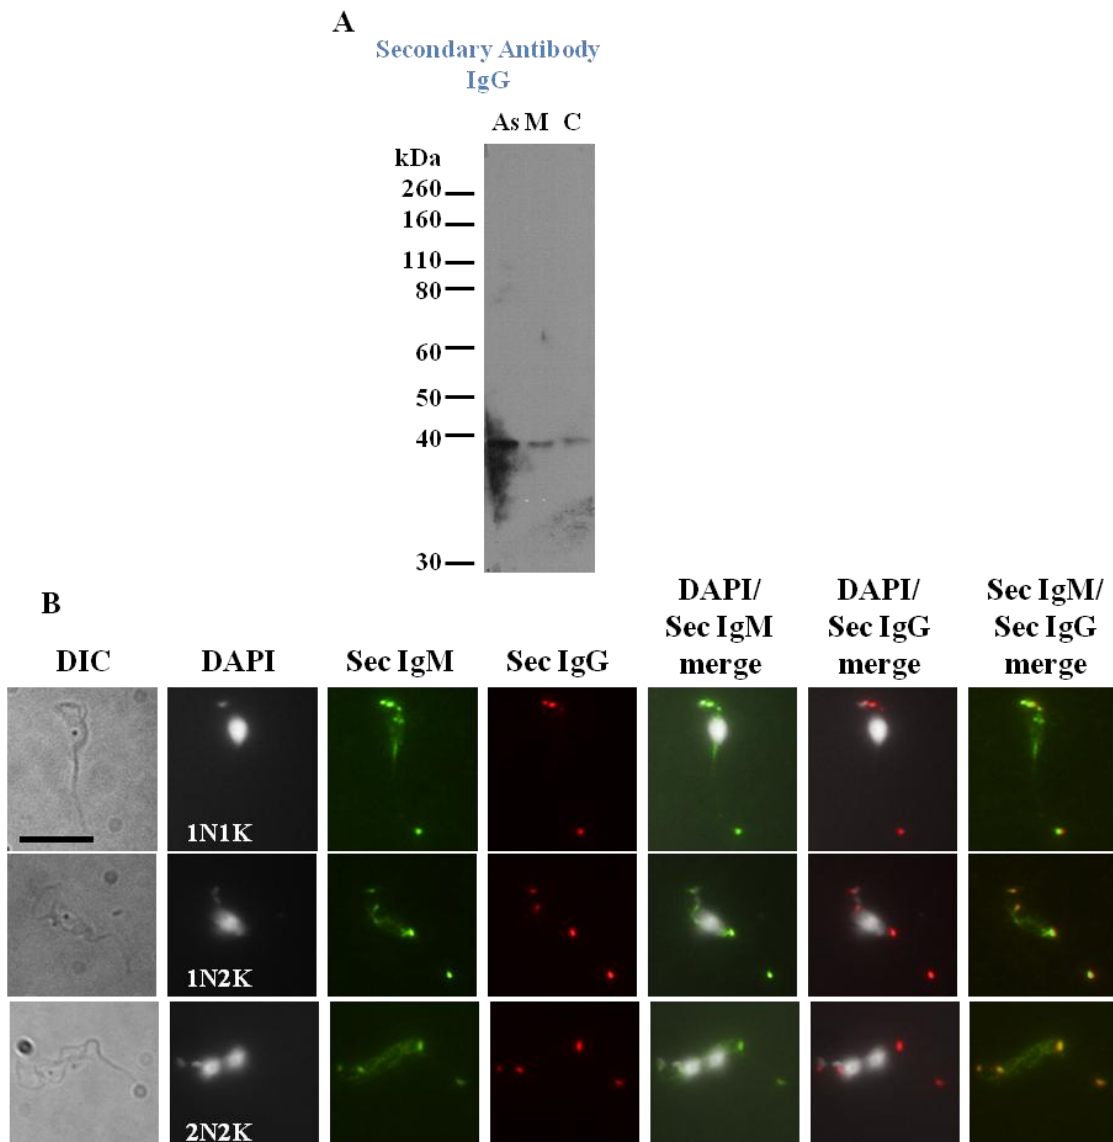 A
Secondary Antibody
IgG
As M C
kDa
260
160
110
80
60
50
40
30
B
DIC
DAPI
Sec IgM
Sec IgG
DAPI/
Sec IgM
merge
DAPI/
Sec IgG
merge
Sec IgM/
Sec IgG
merge
1N1K
1N2K
2N2K